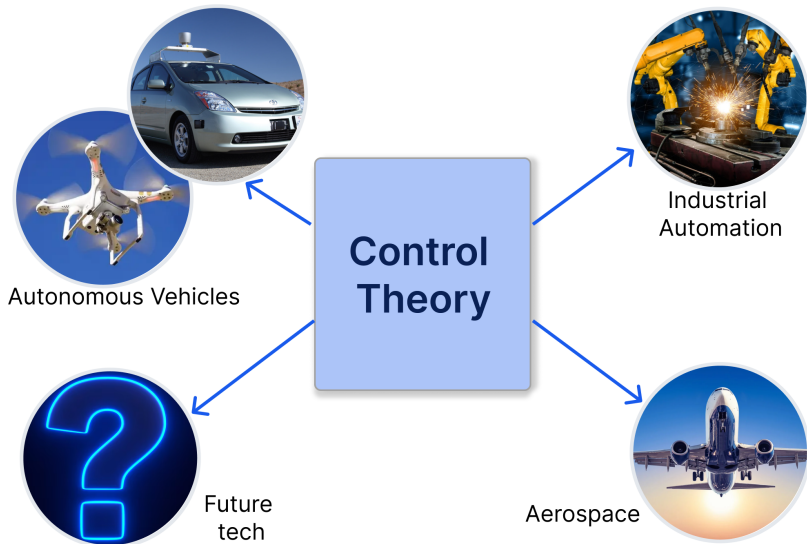 Control
Theory
Autonomous Vehicles
Industrial
Automation
Future
tech
Aerospace